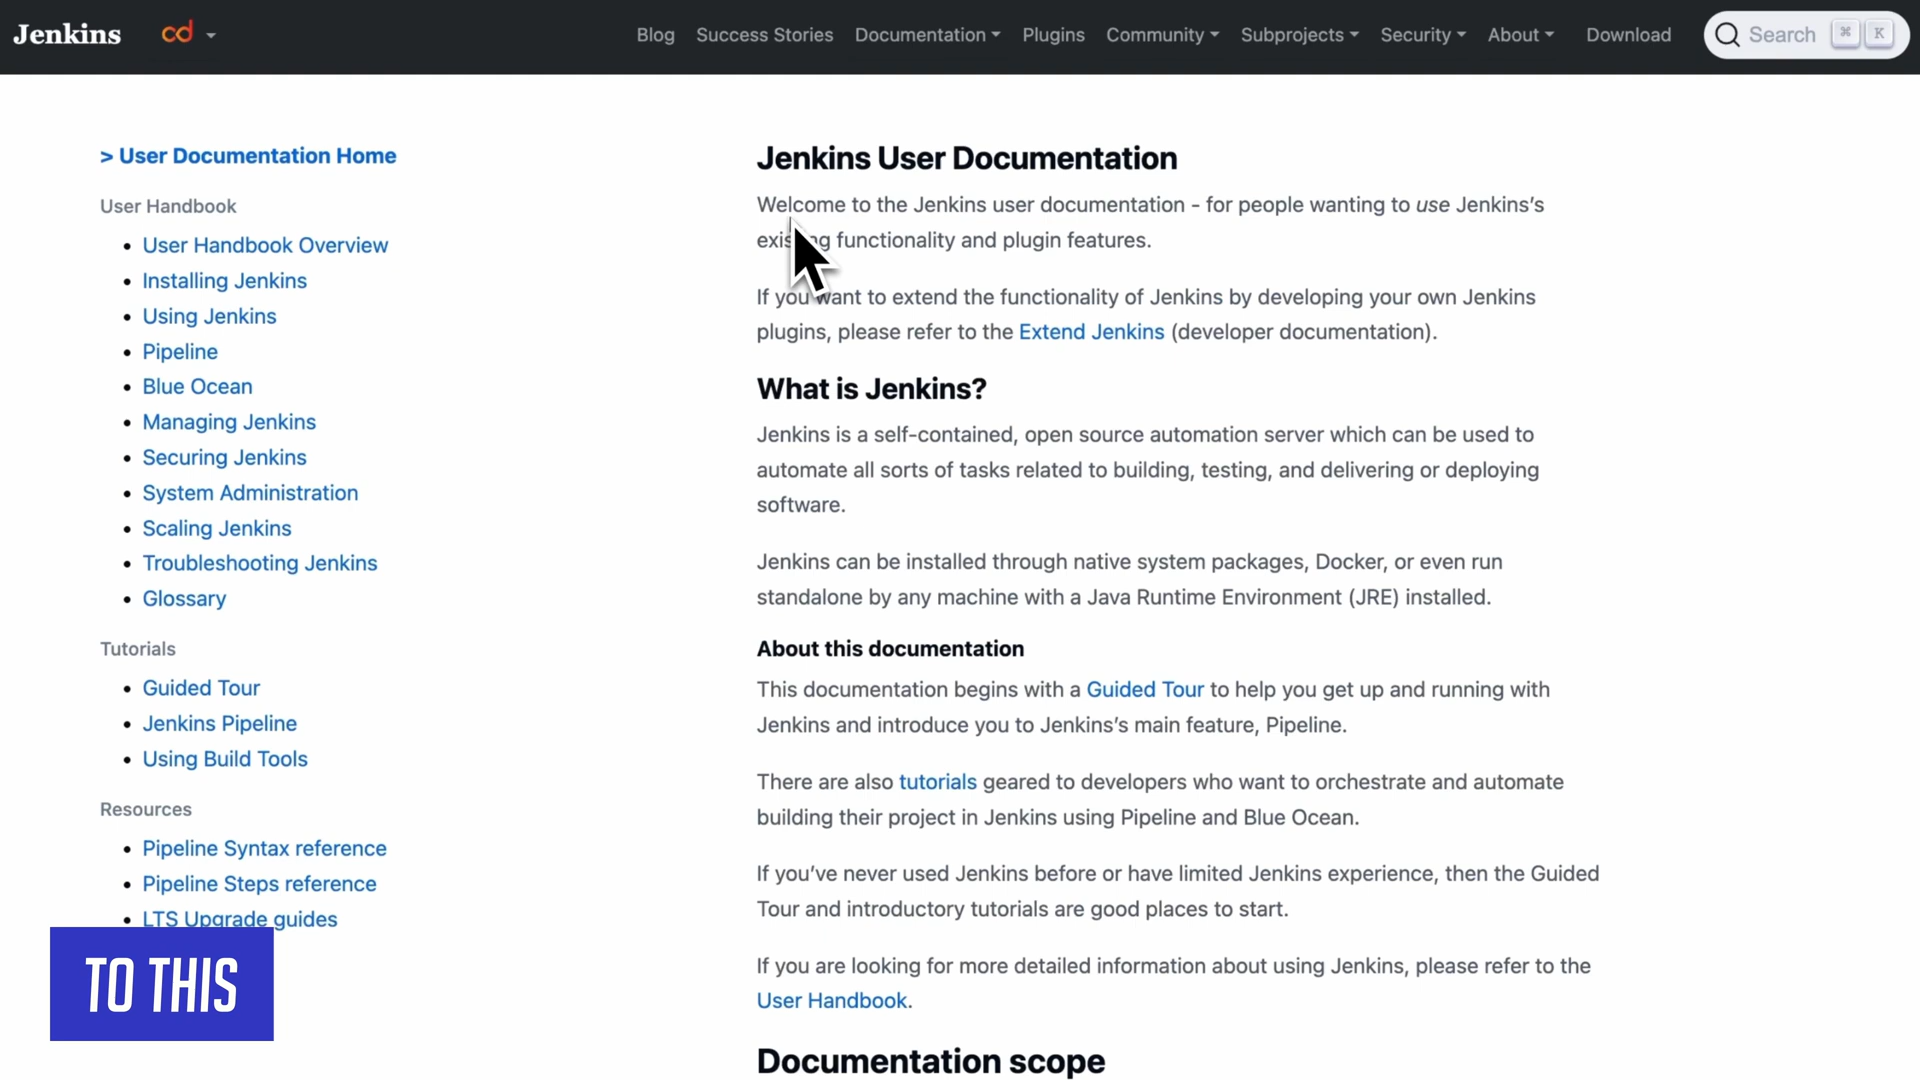 Jenkins
cd
Blog
Success Stories
Documentation
Plugins
Community
Subprojects
Security
About
Download
Search ⌘ K
> User Documentation Home
User Handbook
• User Handbook Overview
• Installing Jenkins
• Using Jenkins
• Pipeline
• Blue Ocean
• Managing Jenkins
• Securing Jenkins
• System Administration
• Scaling Jenkins
• Troubleshooting Jenkins
• Glossary
Tutorials
• Guided Tour
• Jenkins Pipeline
• Using Build Tools
Resources
• Pipeline Syntax reference
• Pipeline Steps reference
• LTS Upgrade guides
TO THIS
Jenkins User Documentation
Welcome to the Jenkins user documentation - for people wanting to use Jenkins’s
existing functionality and plugin features.
If you want to extend the functionality of Jenkins by developing your own Jenkins
plugins, please refer to the Extend Jenkins (developer documentation).
What is Jenkins?
Jenkins is a self-contained, open source automation server which can be used to
automate all sorts of tasks related to building, testing, and delivering or deploying
software.
Jenkins can be installed through native system packages, Docker, or even run
standalone by any machine with a Java Runtime Environment (JRE) installed.
About this documentation
This documentation begins with a Guided Tour to help you get up and running with
Jenkins and introduce you to Jenkins’s main feature, Pipeline.
There are also tutorials geared to developers who want to orchestrate and automate
building their project in Jenkins using Pipeline and Blue Ocean.
If you’ve never used Jenkins before or have limited Jenkins experience, then the Guided
Tour and introductory tutorials are good places to start.
If you are looking for more detailed information about using Jenkins, please refer to the
User Handbook.
Documentation scope